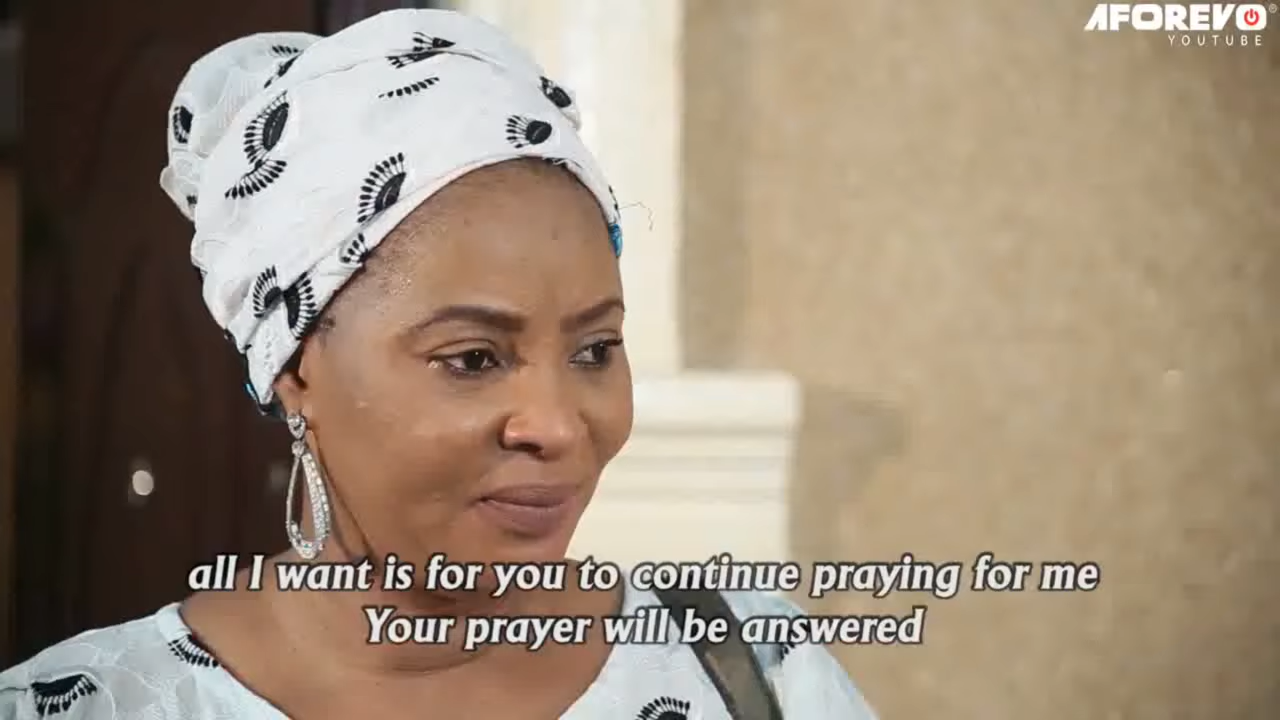 AFOREVO
YOUTUBE
all I want is for you to continue praying for me
Your prayer will be answered